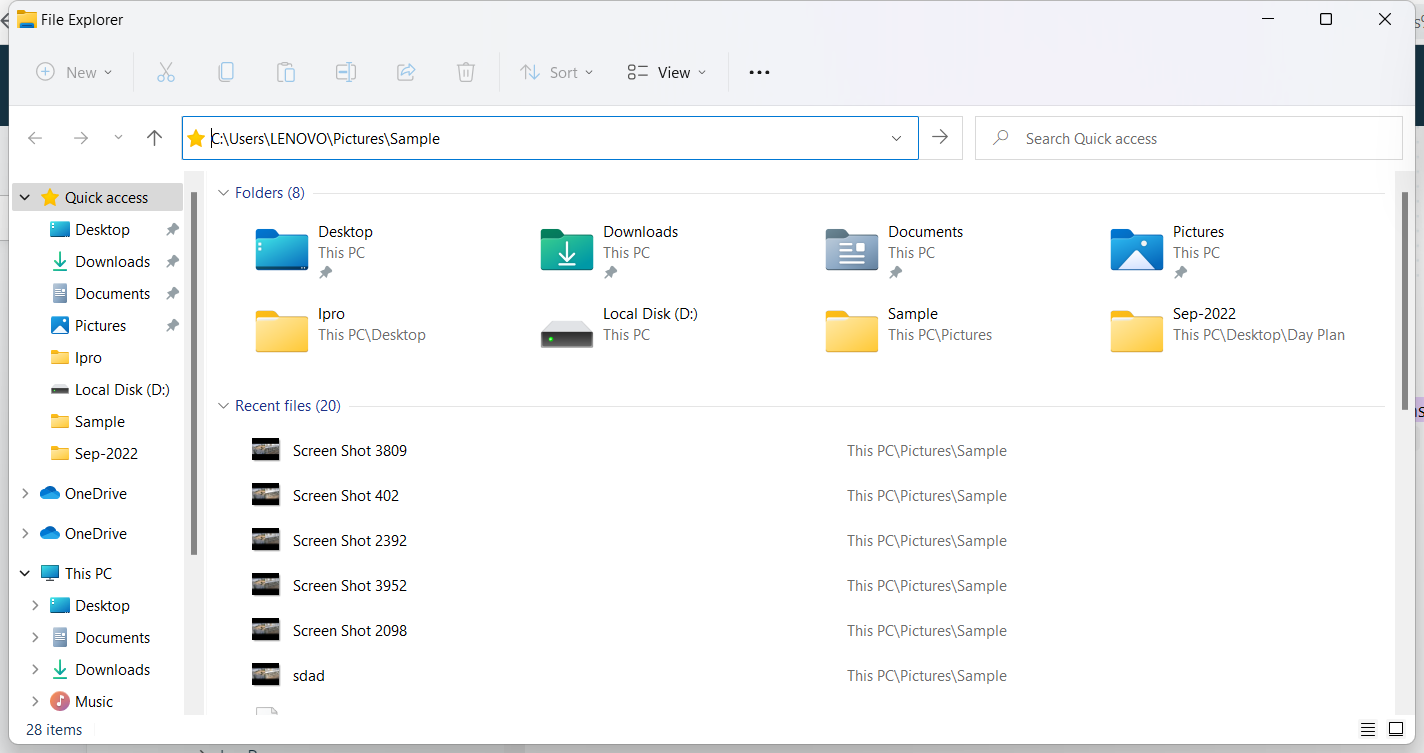 File Explorer
New
Sort
View
C:\Users\LENOVO\Pictures\Sample
Search Quick access
Quick access
Desktop
Downloads
Documents
Pictures
Ipro
Local Disk (D:)
Sample
Sep-2022
OneDrive
OneDrive
This PC
Desktop
Documents
Downloads
Music
Folders (8)
Desktop
This PC
Downloads
This PC
Documents
This PC
Pictures
This PC
Ipro
This PC\Desktop
Local Disk (D:)
This PC
Sample
This PC\Pictures
Sep-2022
This PC\Desktop\Day Plan
Recent files (20)
Screen Shot 3809 This PC\Pictures\Sample
Screen Shot 402 This PC\Pictures\Sample
Screen Shot 2392 This PC\Pictures\Sample
Screen Shot 3952 This PC\Pictures\Sample
Screen Shot 2098 This PC\Pictures\Sample
sdad This PC\Pictures\Sample
28 items